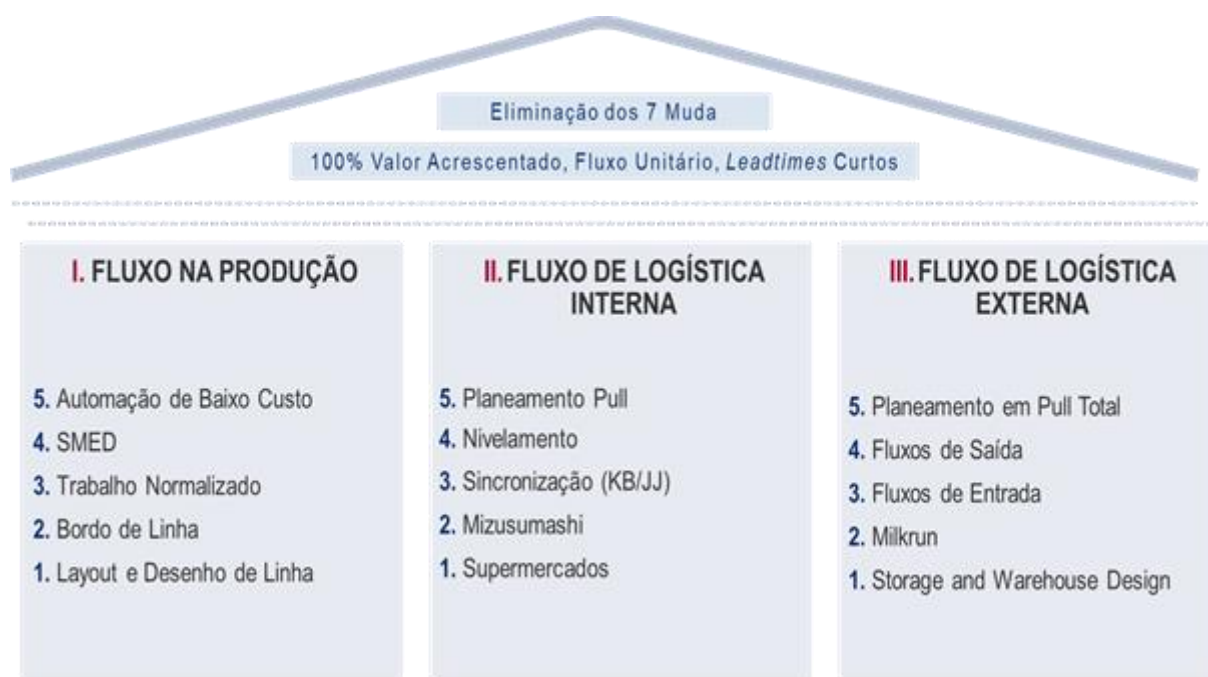 Eliminação dos 7 Muda
100% Valor Acrescentado, Fluxo Unitário, Leadtimes Curtos
I. FLUXO NA PRODUÇÃO
5. Automação de Baixo Custo
4. SMED
3. Trabalho Normalizado
2. Bordo de Linha
1. Layout e Desenho de Linha
II. FLUXO DE LOGÍSTICA
INTERNA
5. Planeamento Pull
4. Nivelamento
3. Sincronização (KB/JJ)
2. Mizusumashi
1. Supermercados
III. FLUXO DE LOGÍSTICA
EXTERNA
5. Planeamento em Pull Total
4. Fluxos de Saída
3. Fluxos de Entrada
2. Milkrun
1. Storage and Warehouse Design